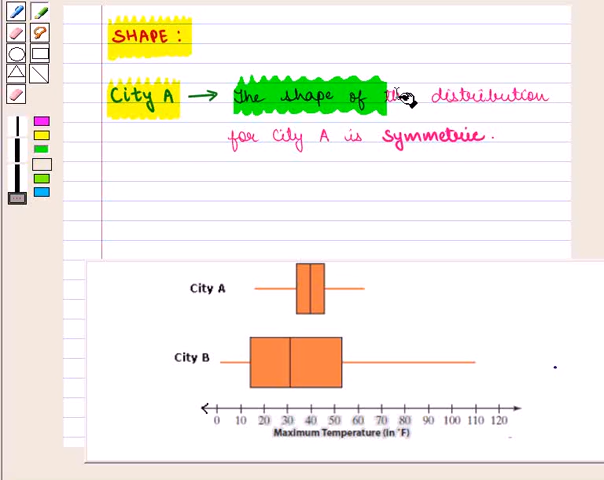 SHAPE :
City A → The shape of the distribution
for City A is symmetric.
City A
City B
0 10 20 30 40 50 60 70 80 90 100 110 120
Maximum Temperature (in °F)